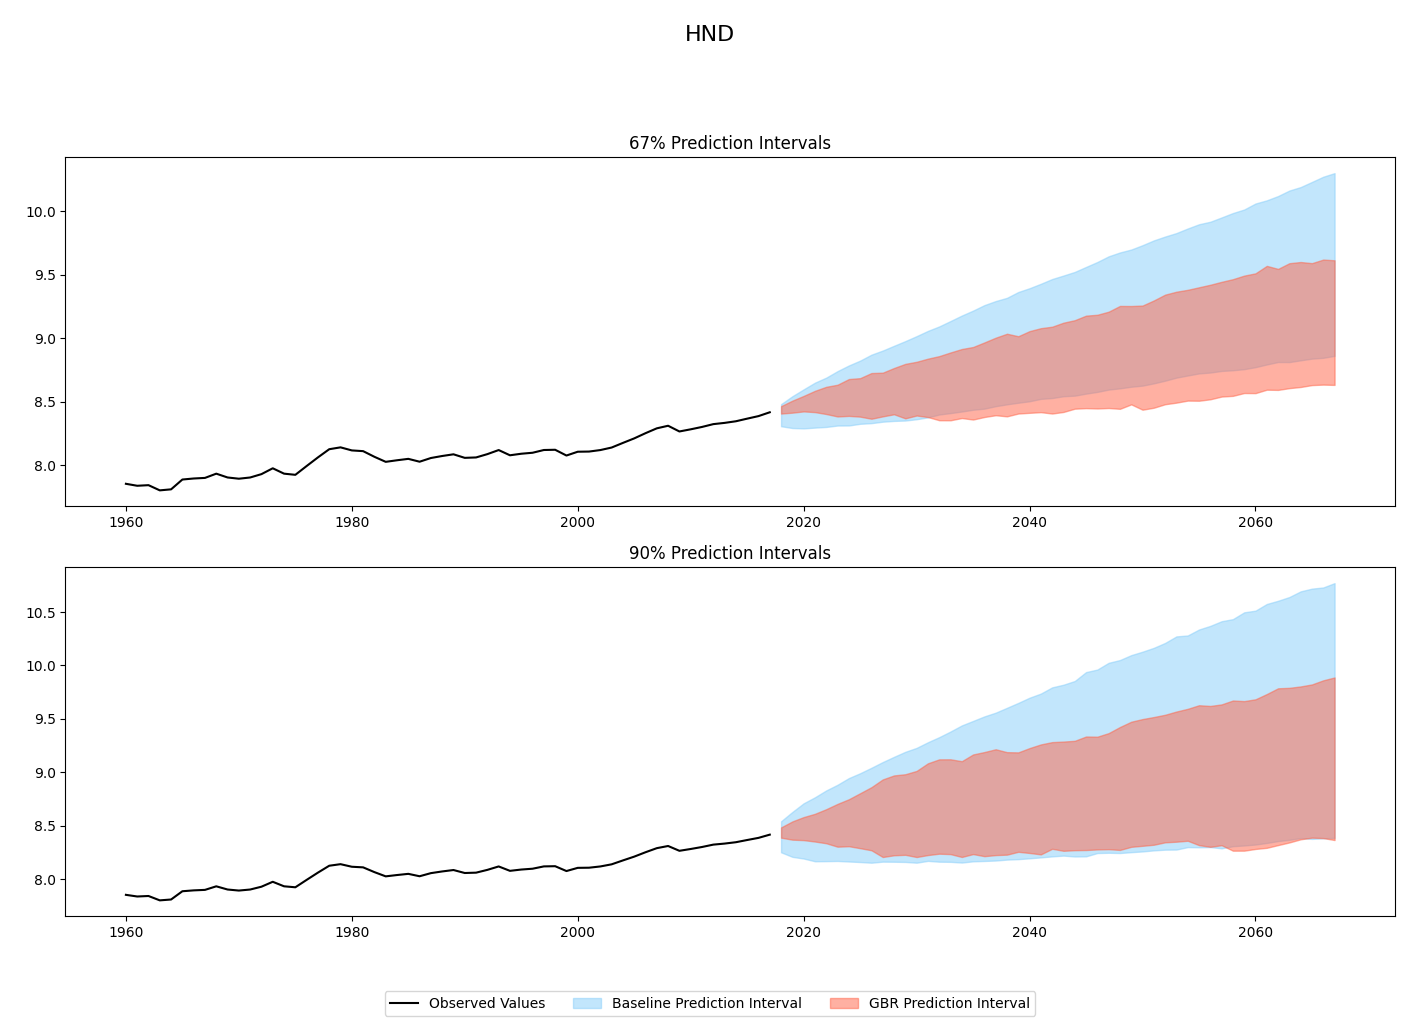 HND
67% Prediction Intervals
10.0
9.5
9.0
8.5
8.0
1960 1980 2000 2020 2040 2060
90% Prediction Intervals
10.5
10.0
9.5
9.0
8.5
8.0
1960 1980 2000 2020 2040 2060
Observed Values Baseline Prediction Interval GBR Prediction Interval